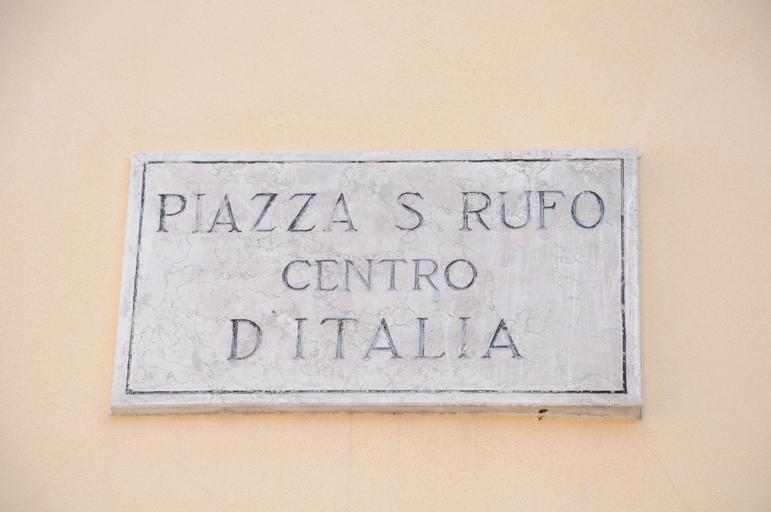 PIAZZA S RUFO
CENTRO
D'ITALIA